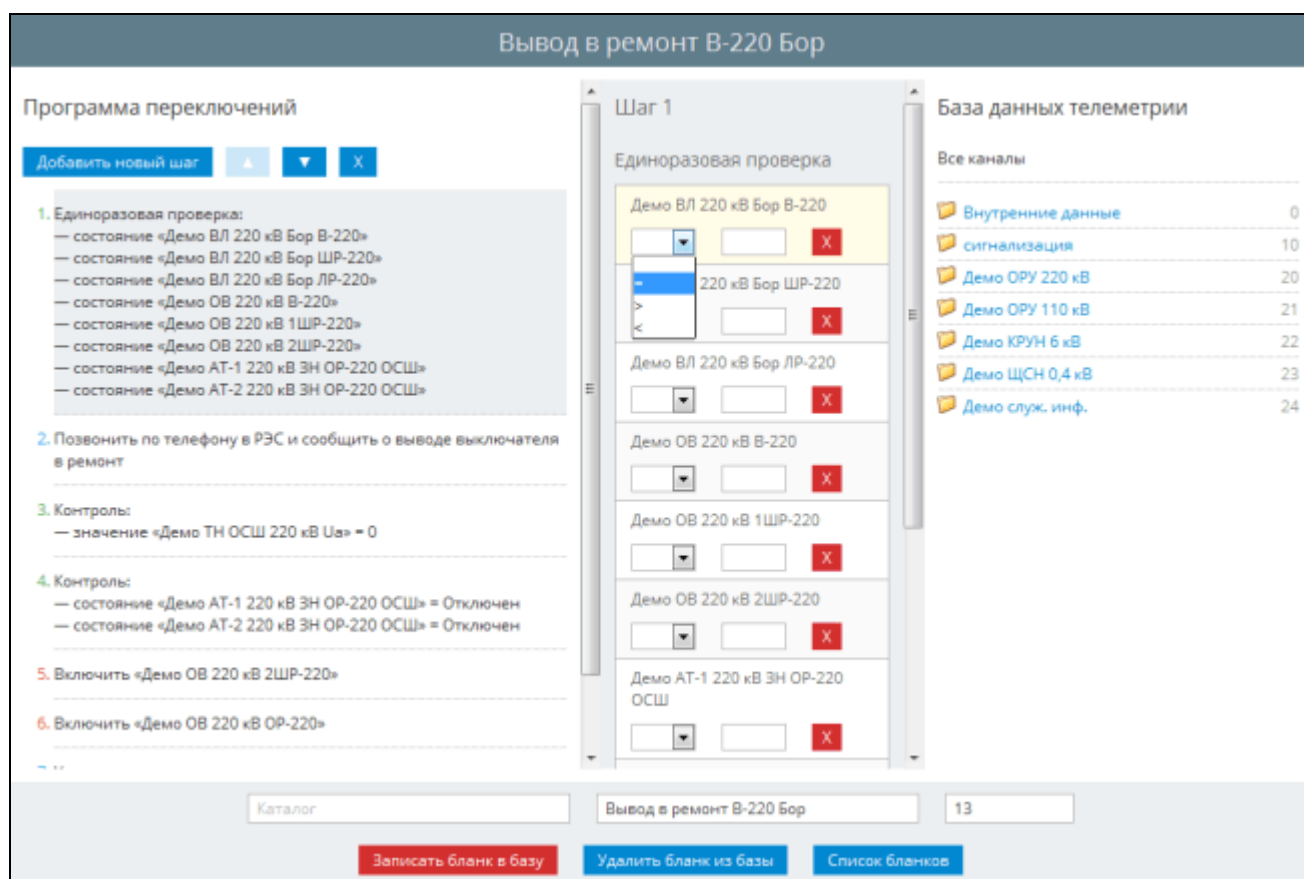 Вывод в ремонт В-220 Бор
Программа переключений
Добавить новый шаг ▲ ▼ X
1. Единоразовая проверка:
— состояние «Демо ВЛ 220 кВ Бор В-220»
— состояние «Демо ВЛ 220 кВ Бор ШР-220»
— состояние «Демо ВЛ 220 кВ Бор ЛР-220»
— состояние «Демо ОВ 220 кВ В-220»
— состояние «Демо ОВ 220 кВ 1ШР-220»
— состояние «Демо ОВ 220 кВ 2ШР-220»
— состояние «Демо АТ-1 220 кВ ЗН ОР-220 ОСШ»
— состояние «Демо АТ-2 220 кВ ЗН ОР-220 ОСШ»
2. Позвонить по телефону в РЭС и сообщить о выводе выключателя
в ремонт
3. Контроль:
— значение «Демо ТН ОСШ 220 кВ Ua» = 0
4. Контроль:
— состояние «Демо АТ-1 220 кВ ЗН ОР-220 ОСШ» = Отключен
— состояние «Демо АТ-2 220 кВ ЗН ОР-220 ОСШ» = Отключен
5. Включить «Демо ОВ 220 кВ 2ШР-220»
6. Включить «Демо ОВ 220 кВ ОР-220»
Шаг 1
Единоразовая проверка
Демо ВЛ 220 кВ Бор В-220
X
=
>
<
220 кВ Бор ШР-220
X
Демо ВЛ 220 кВ Бор ЛР-220
X
Демо ОВ 220 кВ В-220
X
Демо ОВ 220 кВ 1ШР-220
X
Демо ОВ 220 кВ 2ШР-220
X
Демо АТ-1 220 кВ ЗН ОР-220
ОСШ
X
База данных телеметрии
Все каналы
Внутренние данные 0
сигнализация 10
Демо ОРУ 220 кВ 20
Демо ОРУ 110 кВ 21
Демо КРУН 6 кВ 22
Демо ЩСН 0,4 кВ 23
Демо служ. инф. 24
Каталог
Вывод в ремонт В-220 Бор
13
Записать бланк в базу
Удалить бланк из базы
Список бланков